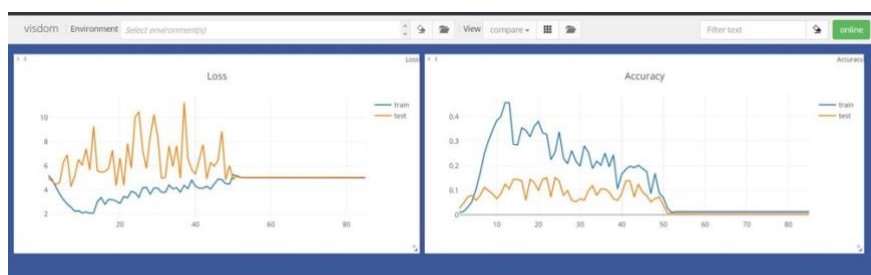 visdom Environment Select environment(s) View compare Filter text online
Loss
Loss
train
test
10
8
6
4
2
20 40 60 80
Accuracy
Accuracy
train
test
0.4
0.3
0.2
0.1
0
10 20 30 40 50 60 70 80